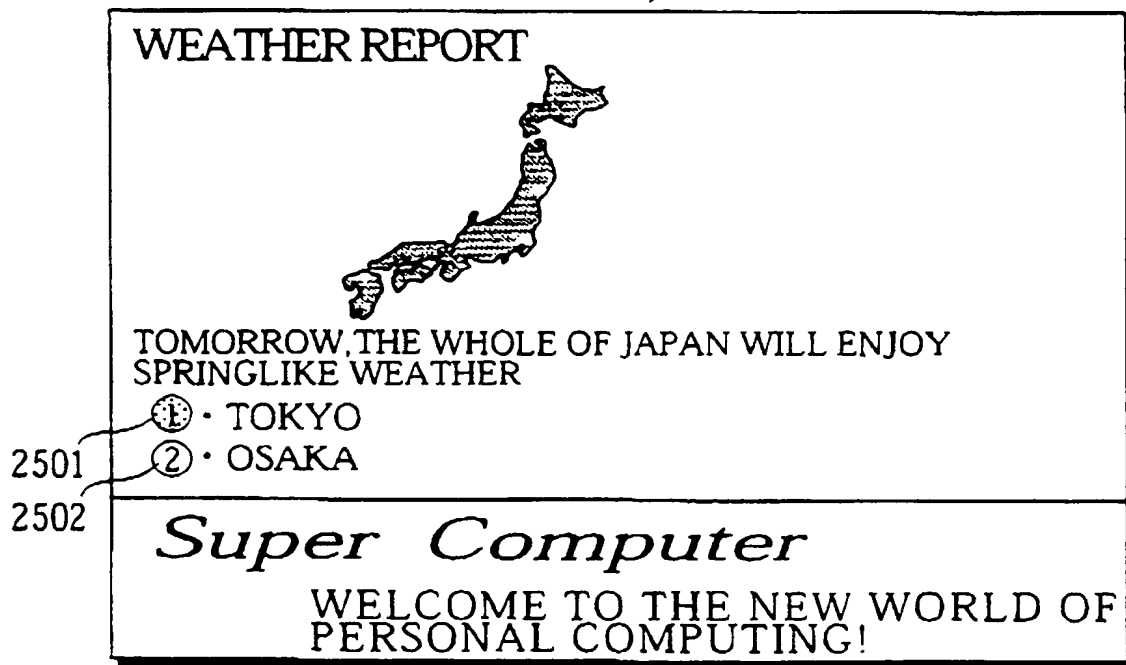 WEATHER REPORT
TOMORROW, THE WHOLE OF JAPAN WILL ENJOY
SPRINGLIKE WEATHER
1 · TOKYO
2501
2 · OSAKA
2502
Super Computer
WELCOME TO THE NEW WORLD OF
PERSONAL COMPUTING!